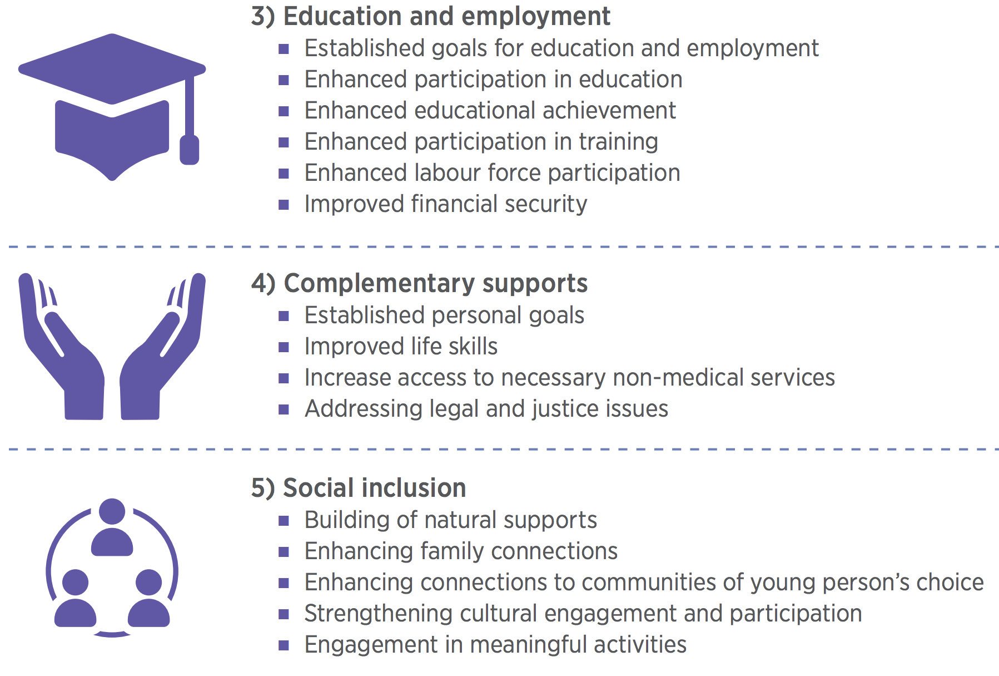 3) Education and employment
■ Established goals for education and employment
■ Enhanced participation in education
■ Enhanced educational achievement
■ Enhanced participation in training
■ Enhanced labour force participation
■ Improved financial security
4) Complementary supports
■ Established personal goals
■ Improved life skills
■ Increase access to necessary non-medical services
■ Addressing legal and justice issues
5) Social inclusion
■ Building of natural supports
■ Enhancing family connections
■ Enhancing connections to communities of young person’s choice
■ Strengthening cultural engagement and participation
■ Engagement in meaningful activities